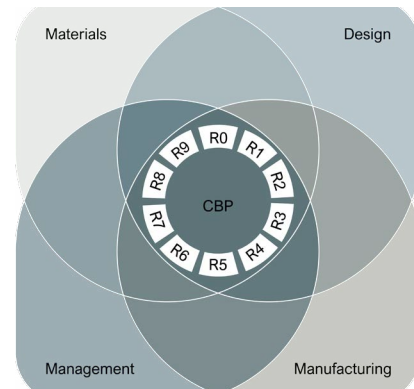 Materials
Design
R0
R1
R2
R3
R4
R5
R6
R7
R8
R9
CBP
Management
Manufacturing